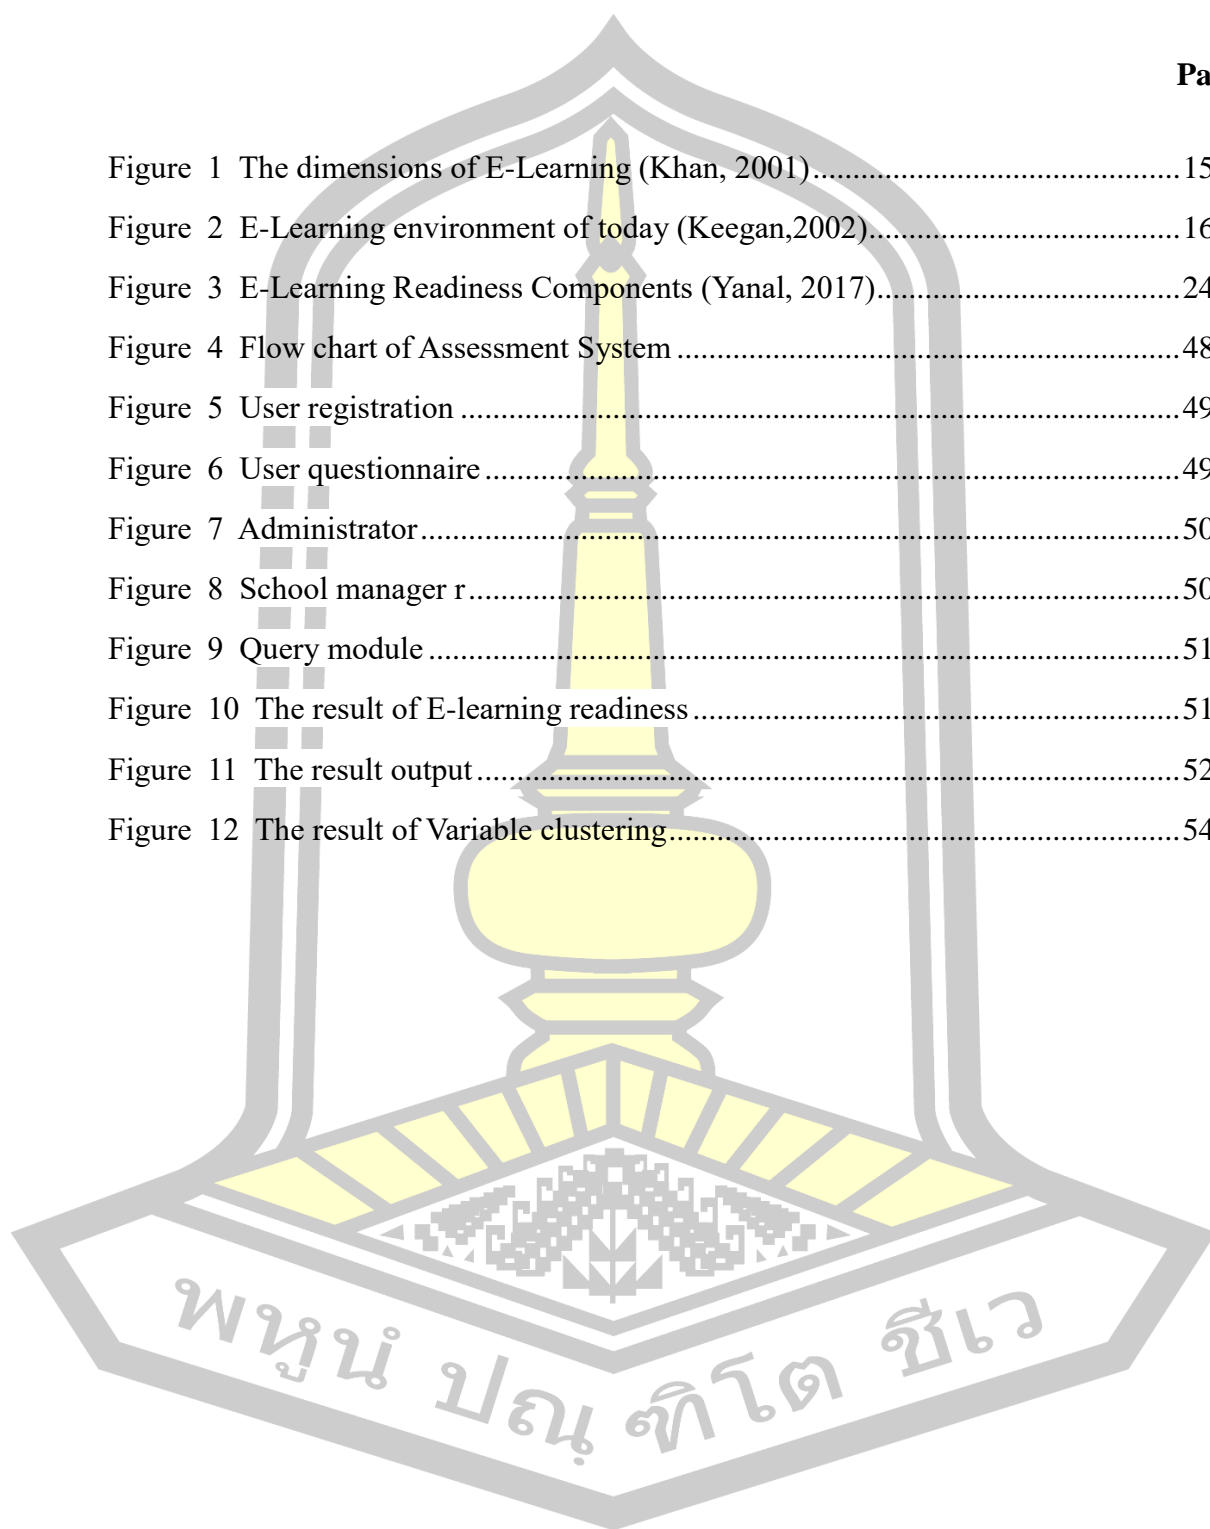 Pa
Figure 1 The dimensions of E-Learning (Khan, 2001)....................15
Figure 2 E-Learning environment of today (Keegan,2002)....................16
Figure 3 E-Learning Readiness Components (Yanal, 2017)....................24
Figure 4 Flow chart of Assessment System....................48
Figure 5 User registration....................49
Figure 6 User questionnaire....................49
Figure 7 Administrator....................50
Figure 8 School manager r....................50
Figure 9 Query module....................51
Figure 10 The result of E-learning readiness....................51
Figure 11 The result output....................52
Figure 12 The result of Variable clustering....................54
พหูนํ ปณฺฑิโต ชีเว